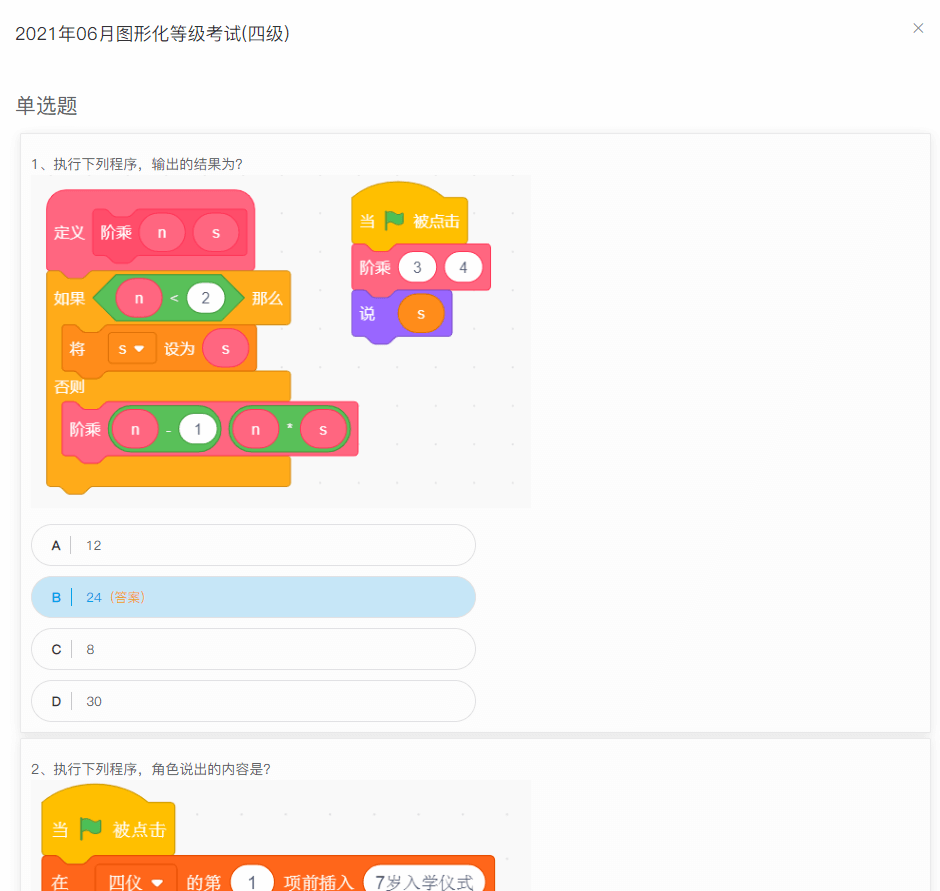 2021年06月图形化等级考试(四级)
单选题
1、执行下列程序，输出的结果为?
定义 阶乘 n s
当 被点击
阶乘 3 4
说 s
如果 n < 2 那么
将 s 设为 s
否则
阶乘 n - 1 n * s
A 12
B 24 (答案)
C 8
D 30
2、执行下列程序，角色说出的内容是?
当 被点击
在 四仪 的第 1 项前插入 7岁入学仪式